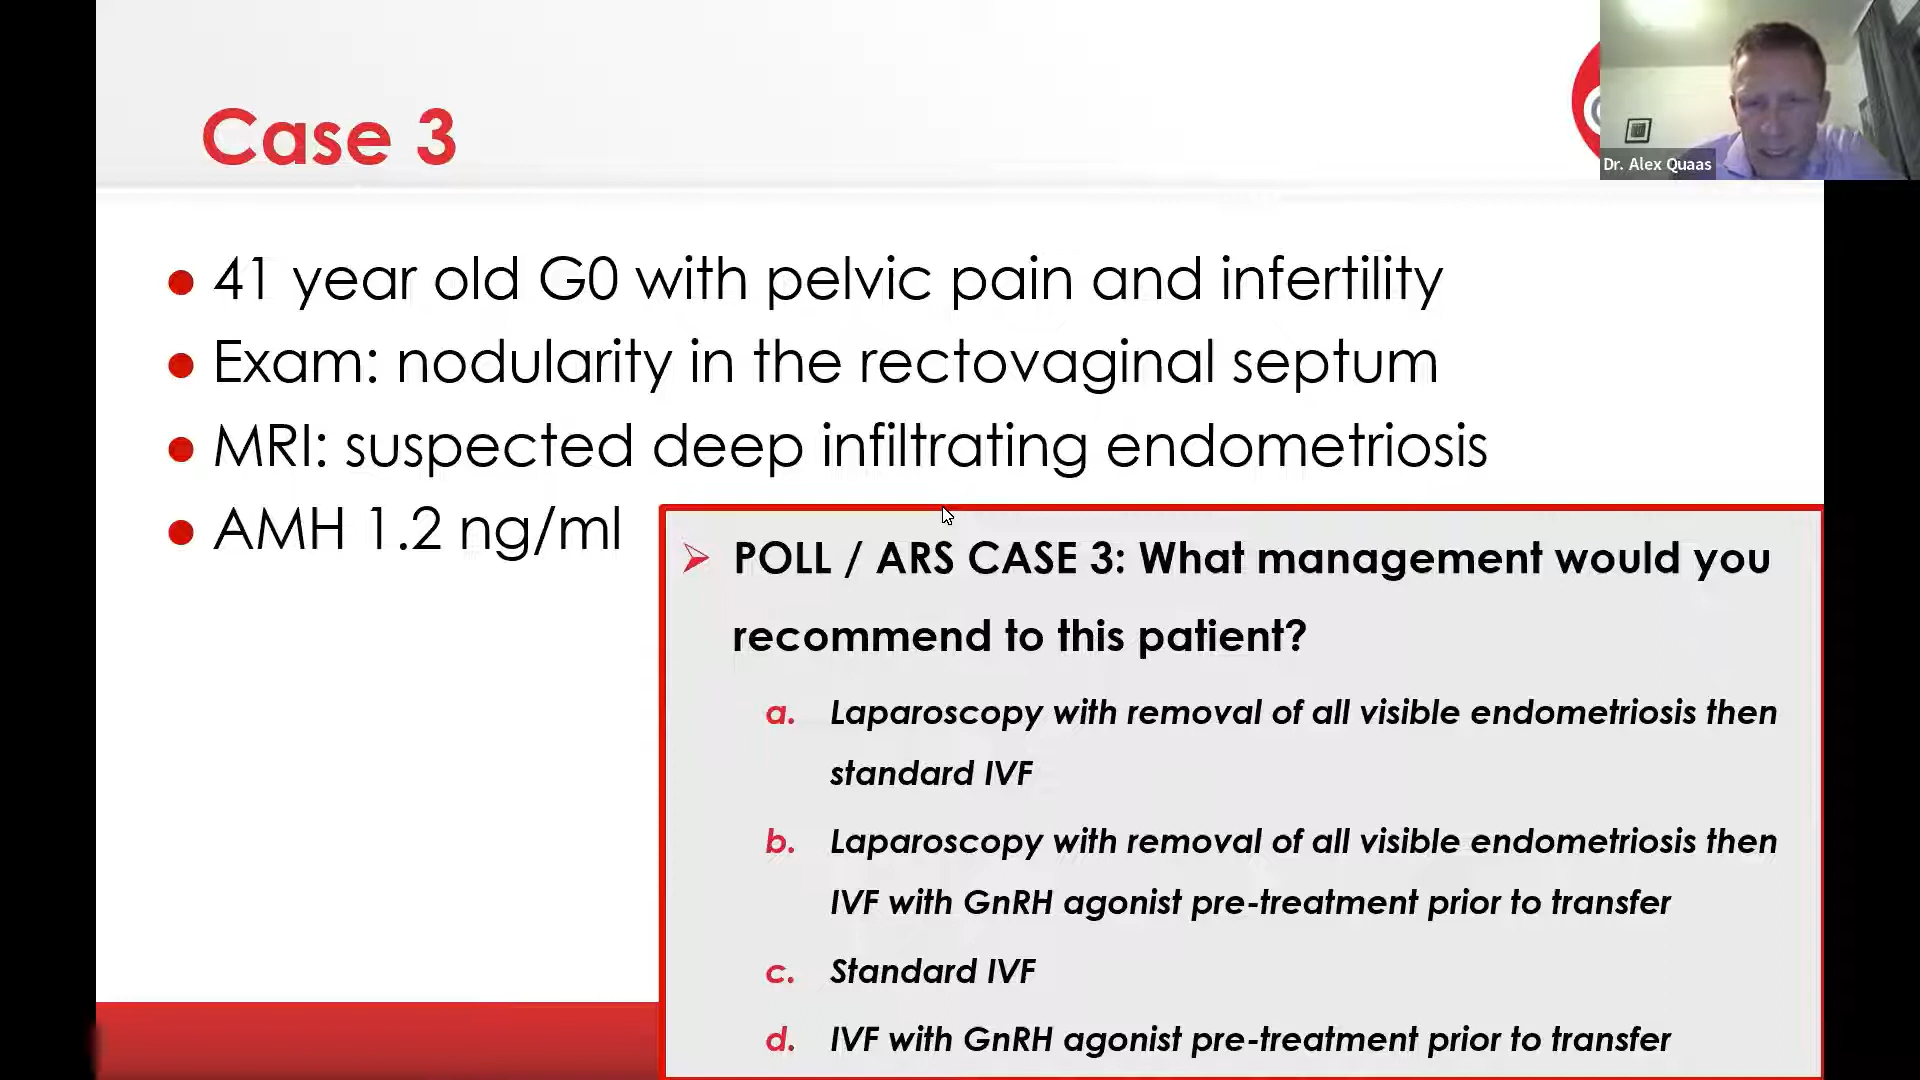 Case 3
Dr. Alex Quaas
• 41 year old G0 with pelvic pain and infertility
• Exam: nodularity in the rectovaginal septum
• MRI: suspected deep infiltrating endometriosis
• AMH 1.2 ng/ml
➢ POLL / ARS CASE 3: What management would you
recommend to this patient?
a. Laparoscopy with removal of all visible endometriosis then
standard IVF
b. Laparoscopy with removal of all visible endometriosis then
IVF with GnRH agonist pre-treatment prior to transfer
c. Standard IVF
d. IVF with GnRH agonist pre-treatment prior to transfer